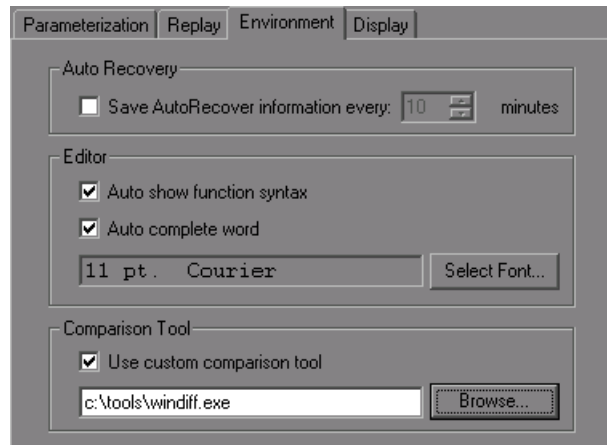 Parameterization Replay Environment Display
Auto Recovery
Save AutoRecover information every: 10 minutes
Editor
Auto show function syntax
Auto complete word
11 pt. Courier Select Font...
Comparison Tool
Use custom comparison tool
c:\tools\windiff.exe Browse...